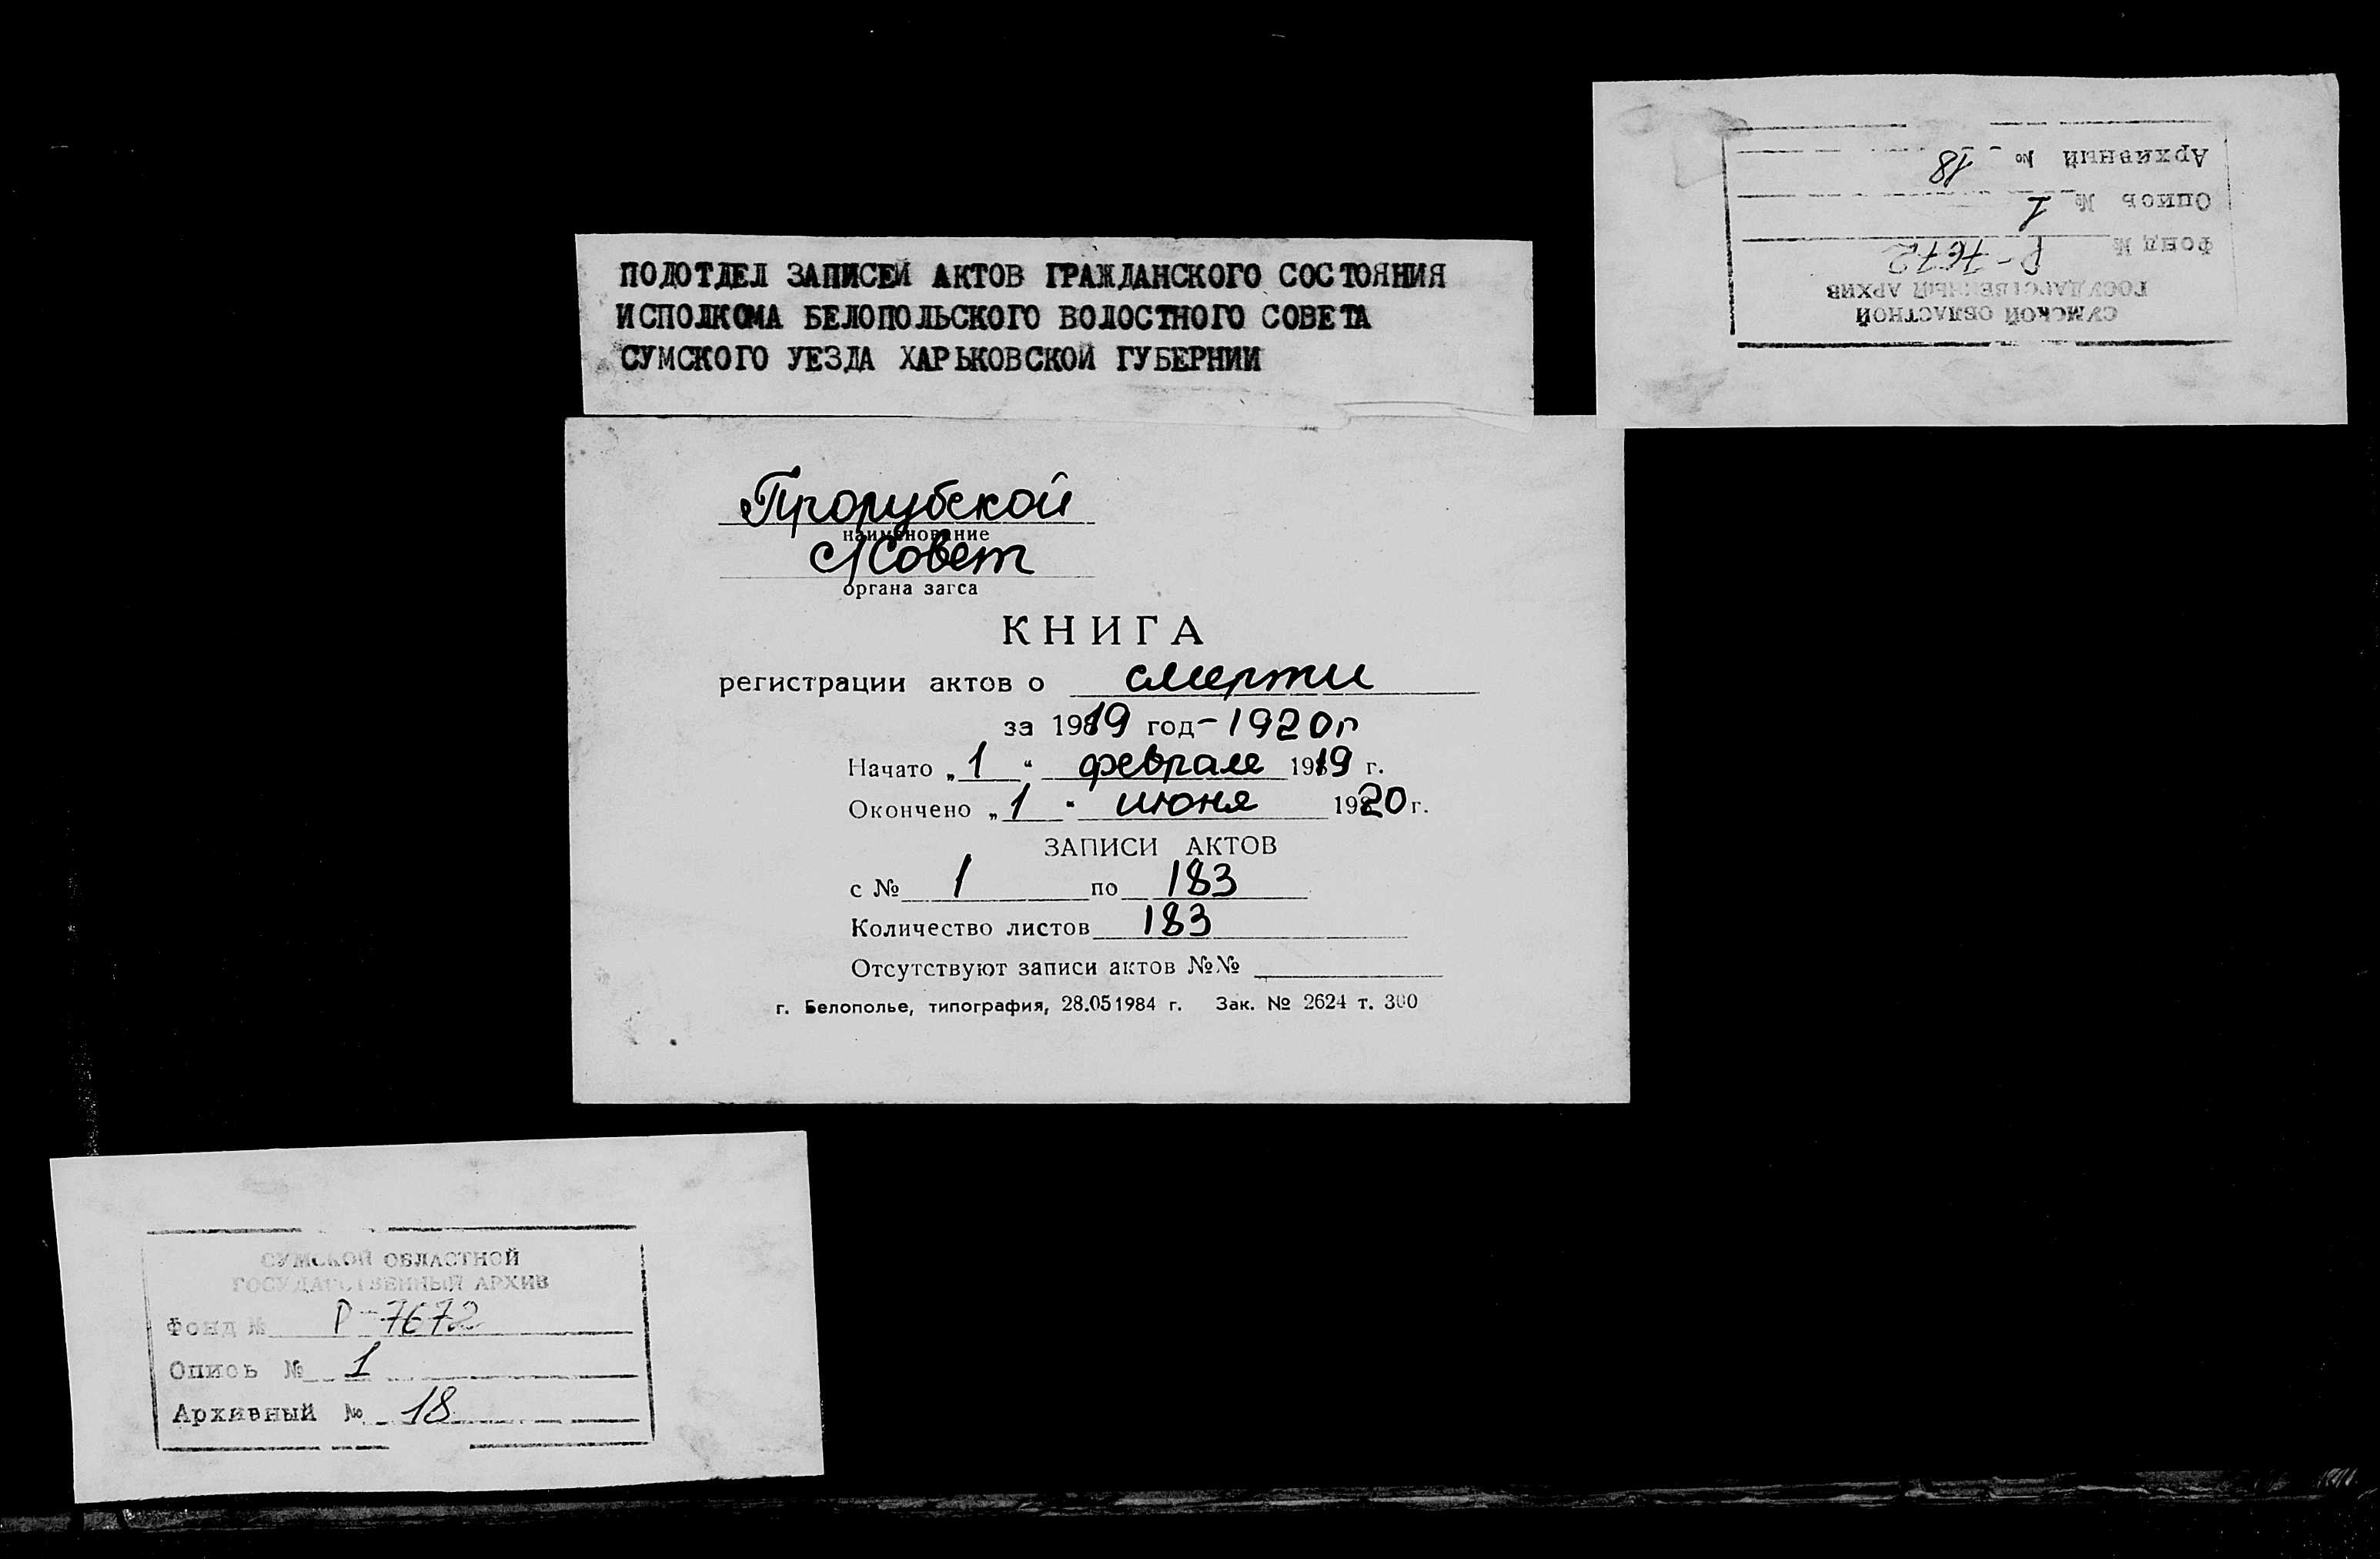 Архивный № 18
Опись № 1
Фонд № Р-7672
ГОСУДАРСТВЕННЫЙ АРХИВ
СУМСКОЙ ОБЛАСТНОЙ
ПОДОТДЕЛ ЗАПИСЕЙ АКТОВ ГРАЖДАНСКОГО СОСТОЯНИЯ
ИСПОЛКОМА БЕЛОПОЛЬСКОГО ВОЛОСТНОГО СОВЕТА
СУМСКОГО УЕЗДА ХАРЬКОВСКОЙ ГУБЕРНИИ
Прорубской
наименование
с/Совет
органа загса
КНИГА
регистрации актов о смерти
за 1919 год - 1920 г
Начато „1“ феврале 1919 г.
Окончено „1“ июня 1920 г.
ЗАПИСИ АКТОВ
с № 1 по 183
Количество листов 183
Отсутствуют записи актов №№
г. Белополье, типография, 28.05 1984 г. Зак. № 2624 т. 300
СУМСКОЙ ОБЛАСТНОЙ
ГОСУДАРСТВЕННЫЙ АРХИВ
Фонд № Р-7672
Опись № 1
Архивный № 18